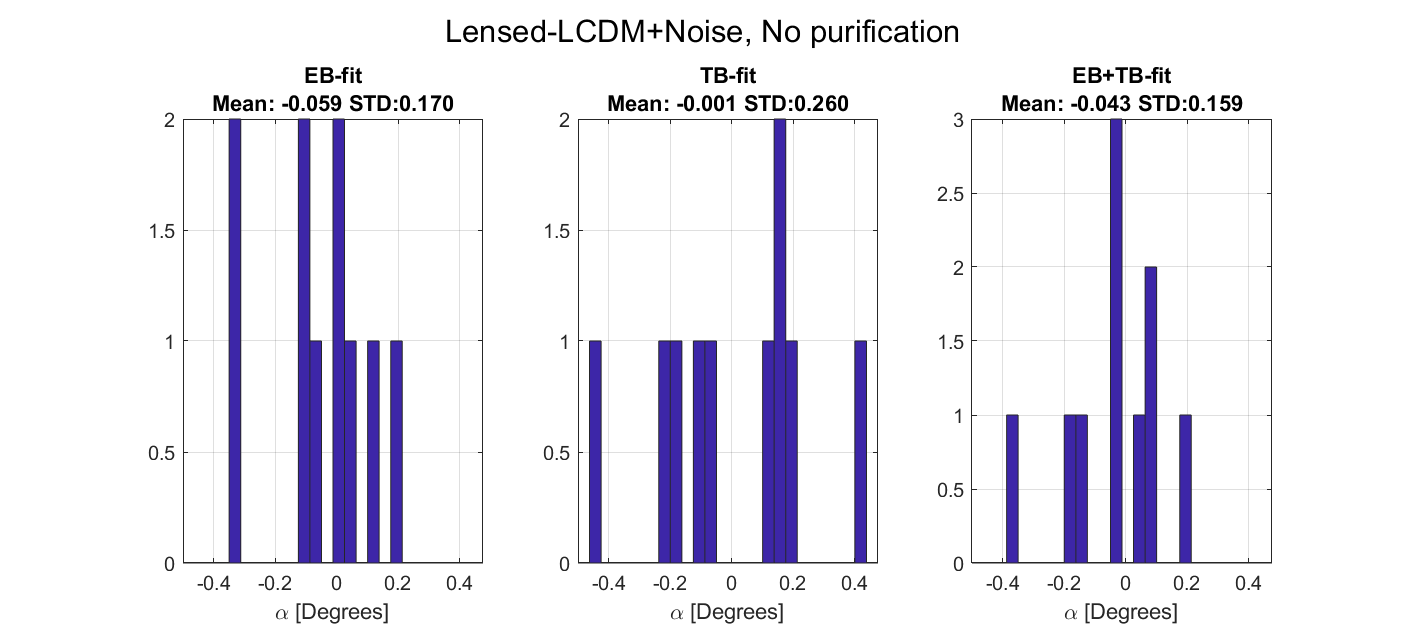 Lensed-LCDM+Noise, No purification
EB-fit
Mean: -0.059 STD:0.170
2
1.5
1
0.5
0
-0.4 -0.2 0 0.2 0.4
α [Degrees]
TB-fit
Mean: -0.001 STD:0.260
2
1.5
1
0.5
0
-0.4 -0.2 0 0.2 0.4
α [Degrees]
EB+TB-fit
Mean: -0.043 STD:0.159
3
2.5
2
1.5
1
0.5
0
-0.4 -0.2 0 0.2 0.4
α [Degrees]